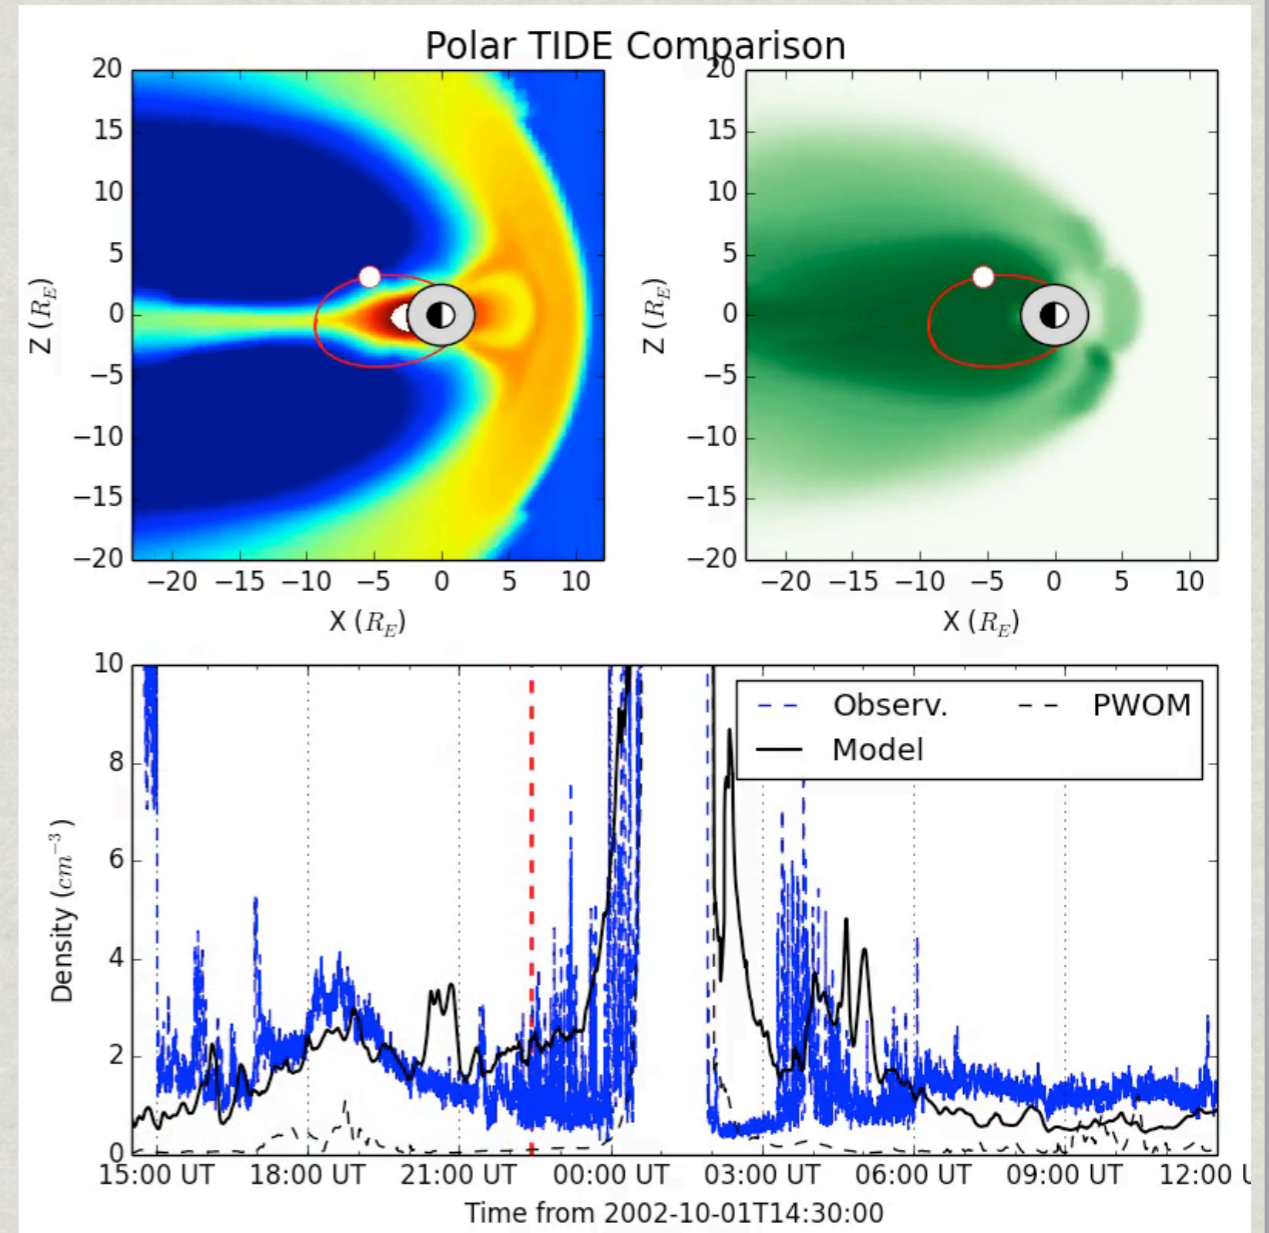 Polar TIDE Comparison
20
15
10
5
0
−5
−10
−15
−20
Z (R_E)
−20 −15 −10 −5 0 5 10
X (R_E)
20
15
10
5
0
−5
−10
−15
−20
Z (R_E)
−20 −15 −10 −5 0 5 10
X (R_E)
10
8
6
4
2
0
Density (cm⁻³)
Observ. PWOM
Model
15:00 UT 18:00 UT 21:00 UT 00:00 UT 03:00 UT 06:00 UT 09:00 UT 12:00 U
Time from 2002-10-01T14:30:00